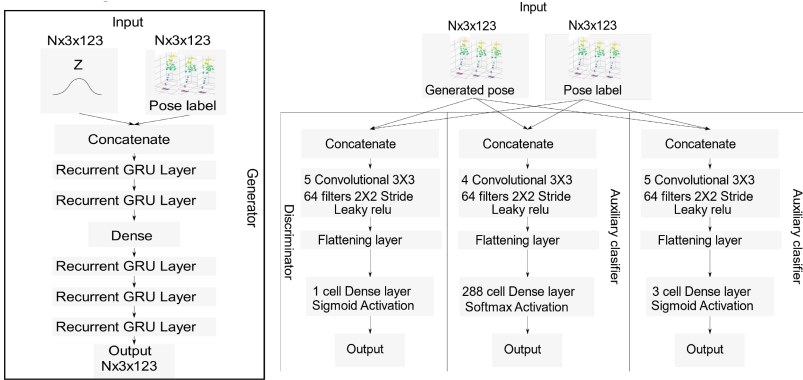 Input
Nx3x123
Nx3x123
Z
Pose label
Concatenate
Recurrent GRU Layer
Recurrent GRU Layer
Dense
Recurrent GRU Layer
Recurrent GRU Layer
Recurrent GRU Layer
Output
Nx3x123
Generator
Input
Nx3x123
Nx3x123
Generated pose
Pose label
Discriminator
Concatenate
5 Convolutional 3X3
64 filters 2X2 Stride
Leaky relu
Flattening layer
1 cell Dense layer
Sigmoid Activation
Output
Concatenate
4 Convolutional 3X3
64 filters 2X2 Stride
Leaky relu
Flattening layer
288 cell Dense layer
Softmax Activation
Output
Auxiliary clasifier
Concatenate
5 Convolutional 3X3
64 filters 2X2 Stride
Leaky relu
Flattening layer
3 cell Dense layer
Sigmoid Activation
Output
Auxiliary clasifier